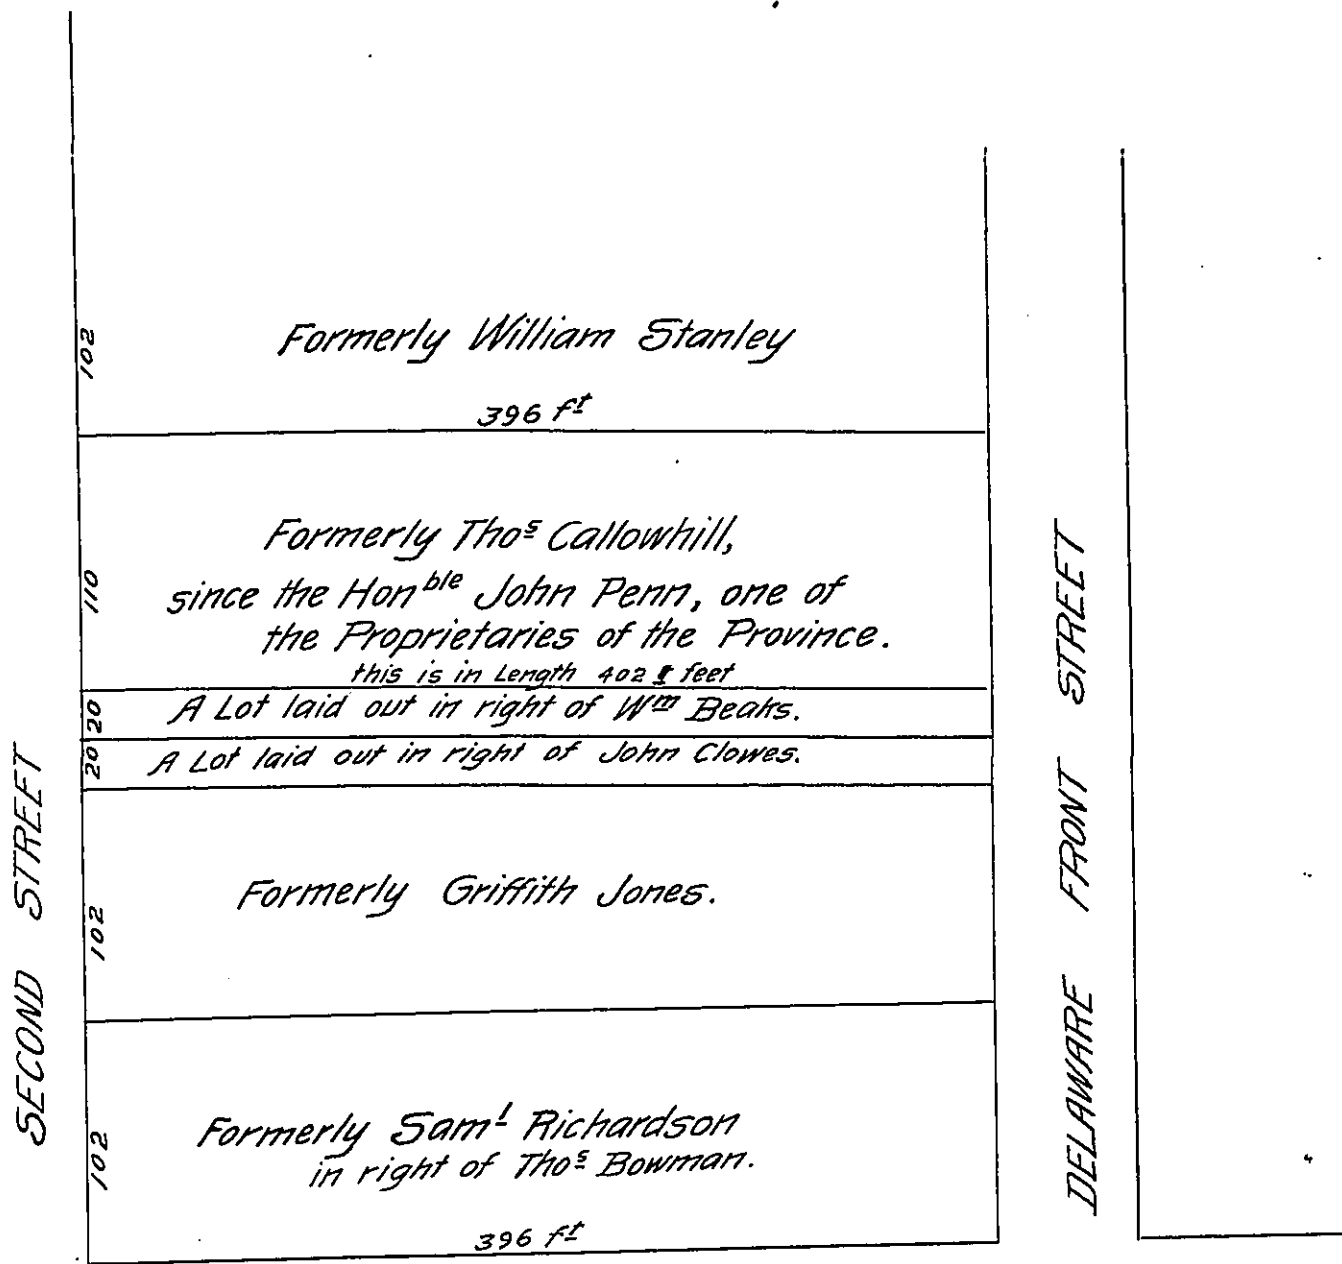 102
Formerly William Stanley
396 ft
110
Formerly Thos Callowhill,
since the Honble John Penn, one of
the Proprietaries of the Province.
this is in Length 402 feet
20
A Lot laid out in right of Wm Beaks.
20
A Lot laid out in right of John Clowes.
102
Formerly Griffith Jones.
102
Formerly Saml Richardson
in right of Thos Bowman.
396 ft
SECOND STREET
DELAWARE FRONT STREET